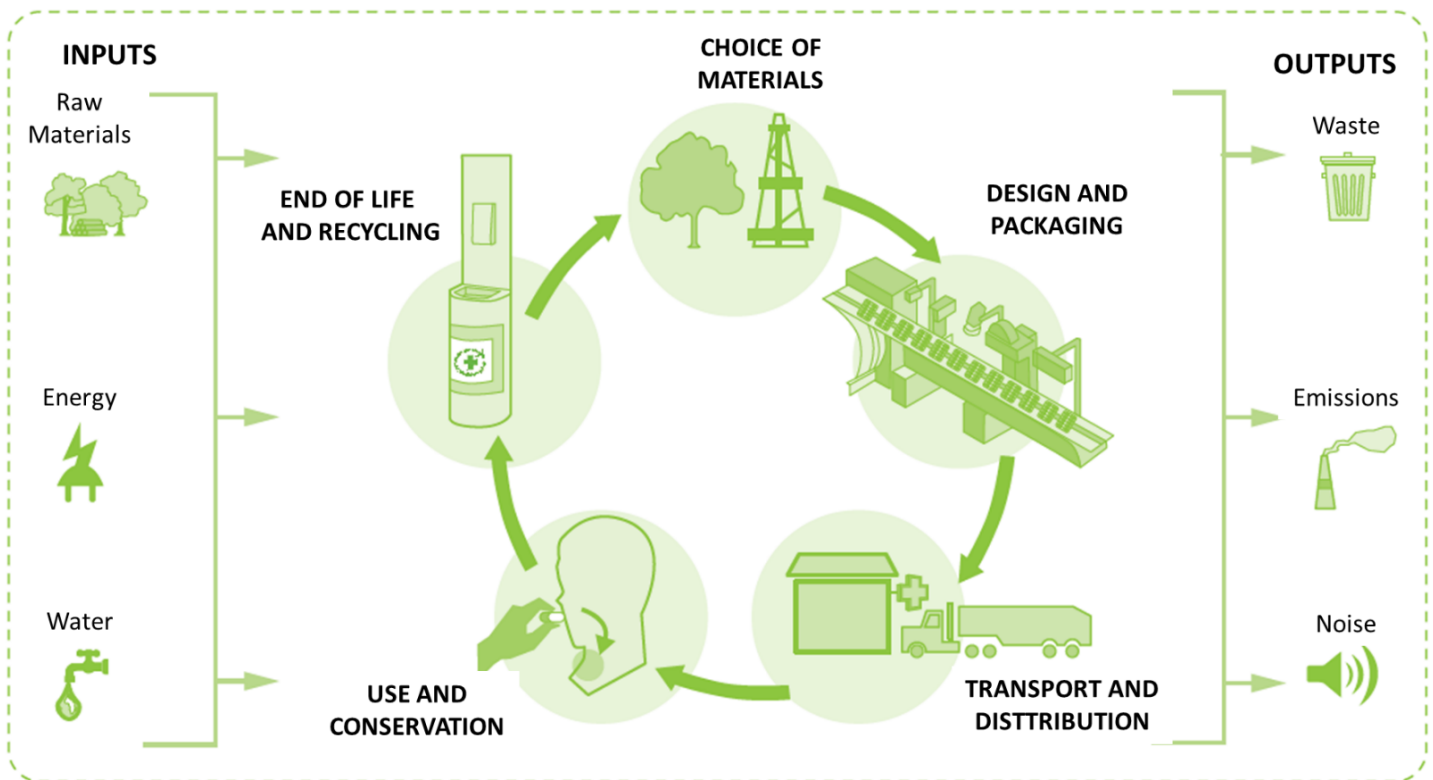 INPUTS
Raw
Materials
Energy
Water
CHOICE OF
MATERIALS
DESIGN AND
PACKAGING
TRANSPORT AND
DISTTRIBUTION
USE AND
CONSERVATION
END OF LIFE
AND RECYCLING
OUTPUTS
Waste
Emissions
Noise